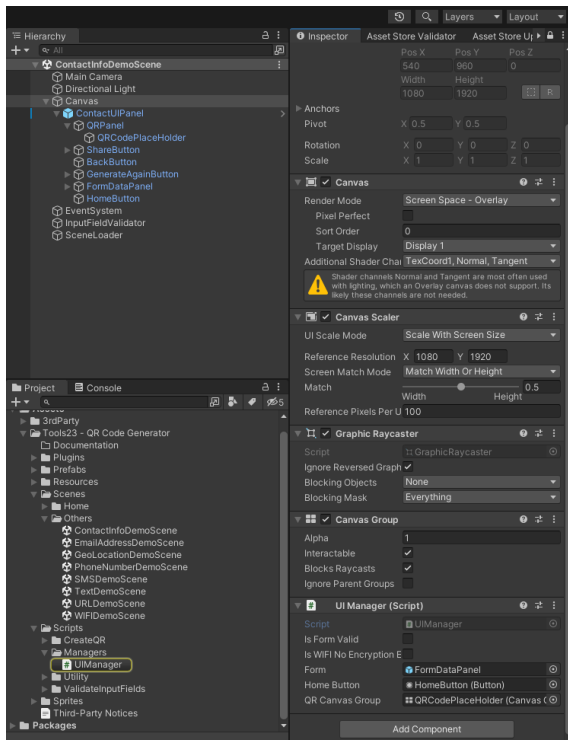 Layers
Layout
Hierarchy
All
ContactInfoDemoScene
Main Camera
Directional Light
Canvas
ContactUIPanel
QRPanel
QRCodePlaceHolder
ShareButton
BackButton
GenerateAgainButton
FormDataPanel
HomeButton
EventSystem
InputFieldValidator
SceneLoader
Project
Console
5
3rdParty
Tools23 - QR Code Generator
Documentation
Plugins
Prefabs
Resources
Scenes
Home
Others
ContactInfoDemoScene
EmailAddressDemoScene
GeoLocationDemoScene
PhoneNumberDemoScene
SMSDemoScene
TextDemoScene
URLDemoScene
WIFIDemoScene
Scripts
CreateQR
Managers
UIManager
Utility
ValidateInputFields
Sprites
Third-Party Notices
Packages
Inspector
Asset Store Validator
Asset Store U
Pos X Pos Y Pos Z
540 960 0
Width Height
1080 1920
R
Anchors
Pivot X 0.5 Y 0.5
Rotation X 0 Y 0 Z 0
Scale X 1 Y 1 Z 1
Canvas
Render Mode Screen Space - Overlay
Pixel Perfect
Sort Order 0
Target Display Display 1
Additional Shader Chai TexCoord1, Normal, Tangent
Shader channels Normal and Tangent are most often used
with lighting, which an Overlay canvas does not support. Its
likely these channels are not needed.
Canvas Scaler
UI Scale Mode Scale With Screen Size
Reference Resolution X 1080 Y 1920
Screen Match Mode Match Width Or Height
Match 0.5
Width Height
Reference Pixels Per U 100
Graphic Raycaster
Script GraphicRaycaster
Ignore Reversed Graph
Blocking Objects None
Blocking Mask Everything
Canvas Group
Alpha 1
Interactable
Blocks Raycasts
Ignore Parent Groups
# UI Manager (Script)
Script UIManager
Is Form Valid
Is WIFI No Encryption E
Form FormDataPanel
Home Button HomeButton (Button)
QR Canvas Group QRCodePlaceHolder (Canvas G
Add Component